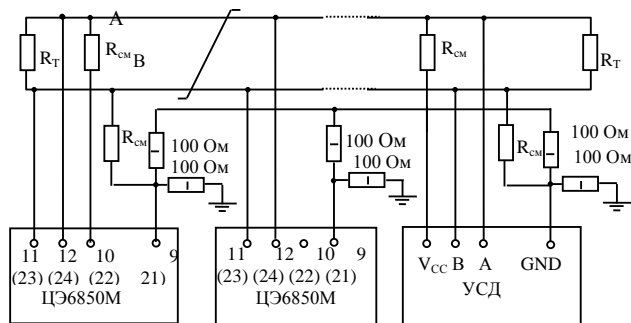 A
R_T
R_см
B
R_см
R_T
R_см
100 Ом
100 Ом
100 Ом
100 Ом
R_см
100 Ом
100 Ом
11 12 10 9
(23) (24) (22) 21)
ЦЭ6850М
11 12 10 9
(23) (24) (22) (21)
ЦЭ6850М
V_CC B A GND
УСД